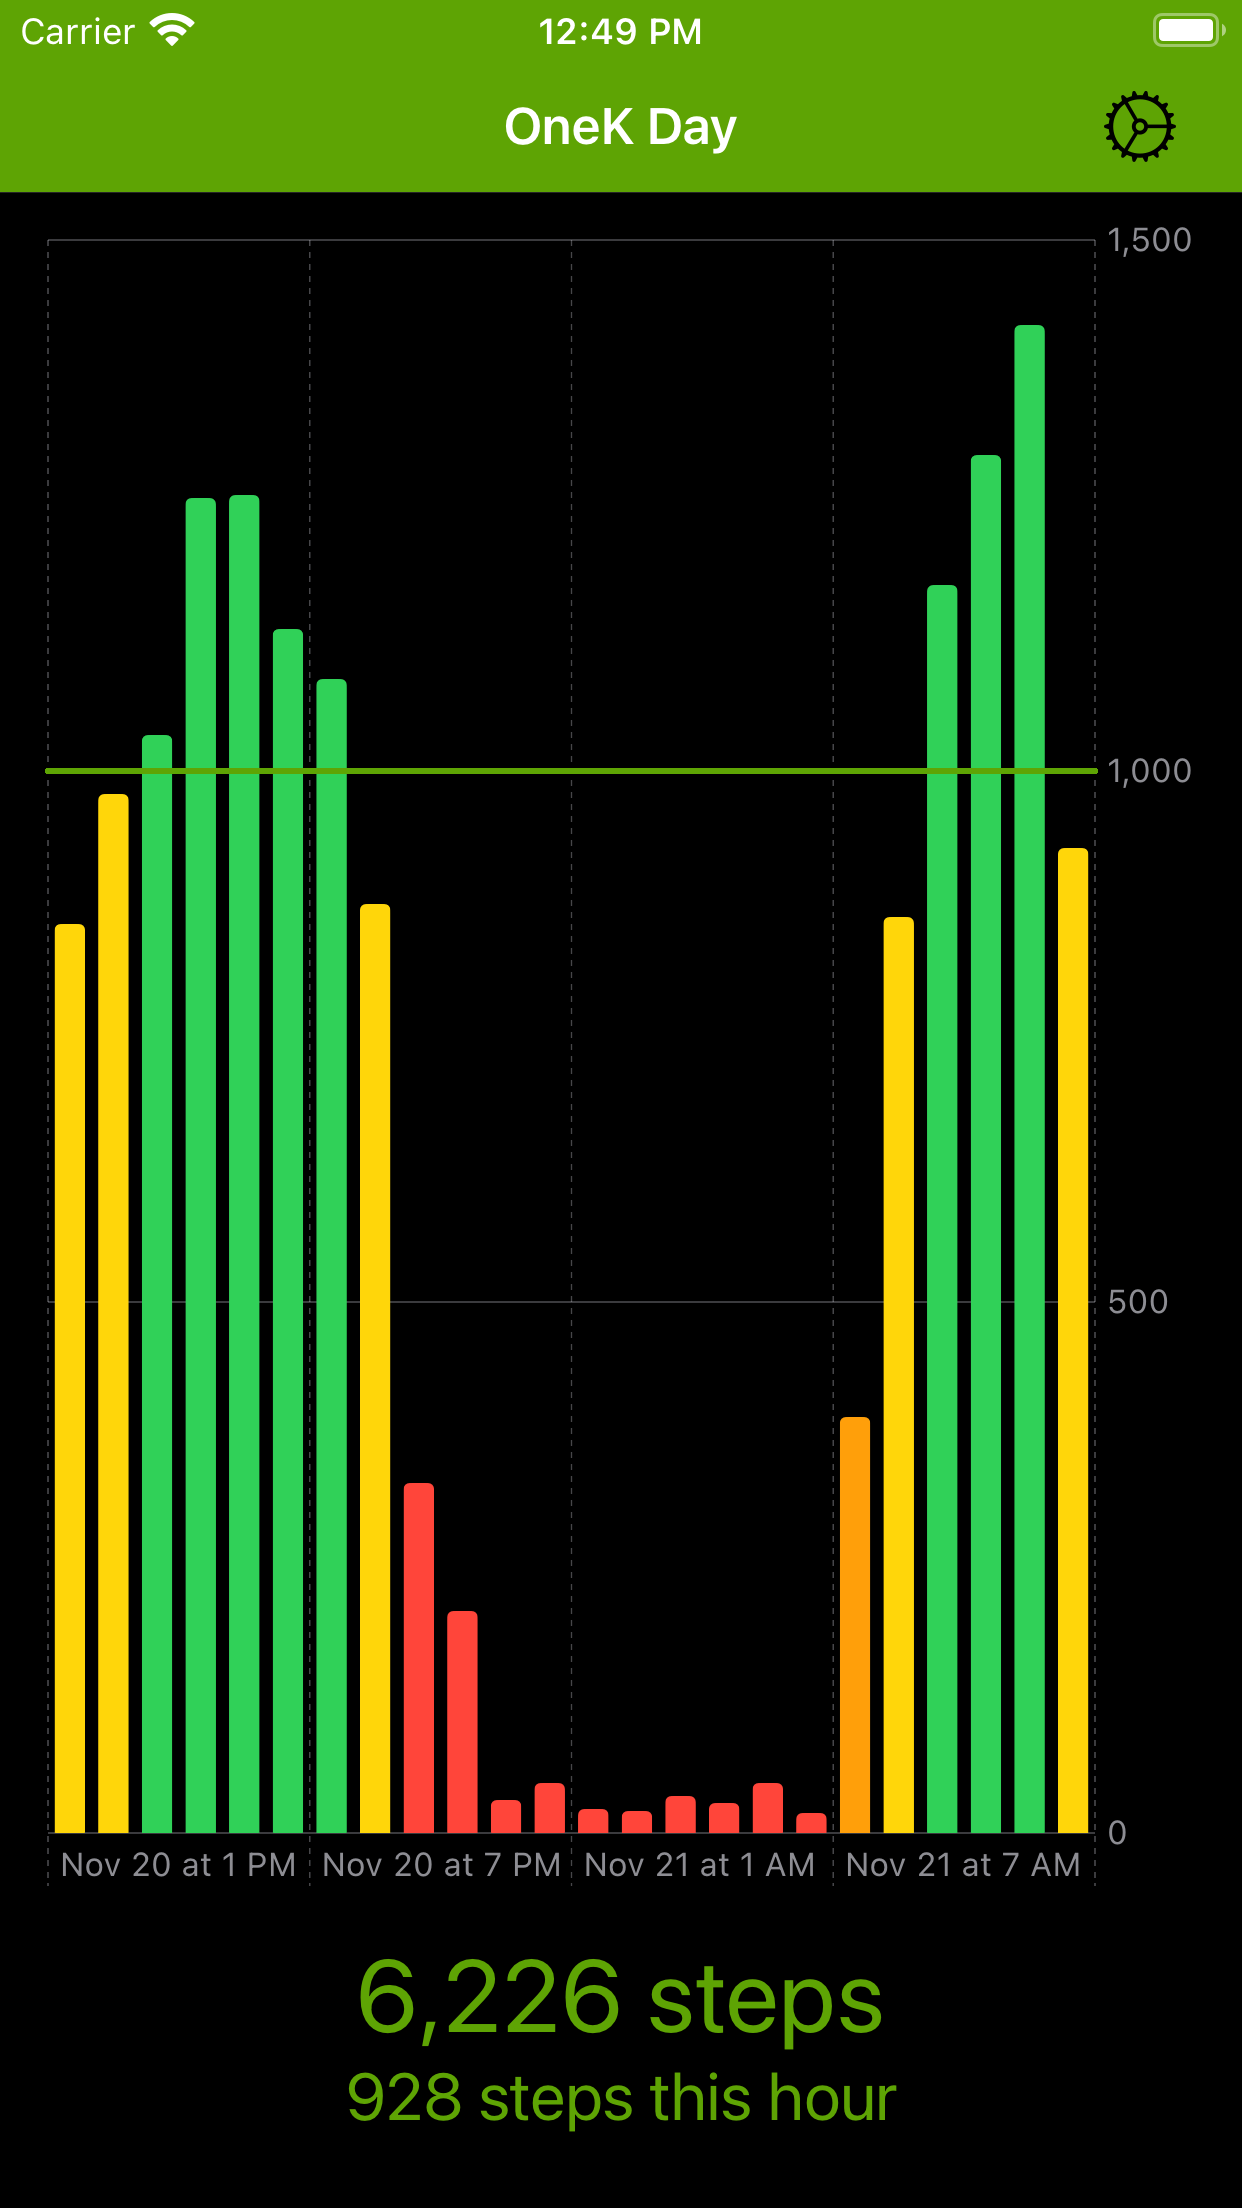 Carrier 12:49 PM
OneK Day
1,500
1,000
500
0
Nov 20 at 1 PM Nov 20 at 7 PM Nov 21 at 1 AM Nov 21 at 7 AM
6,226 steps
928 steps this hour